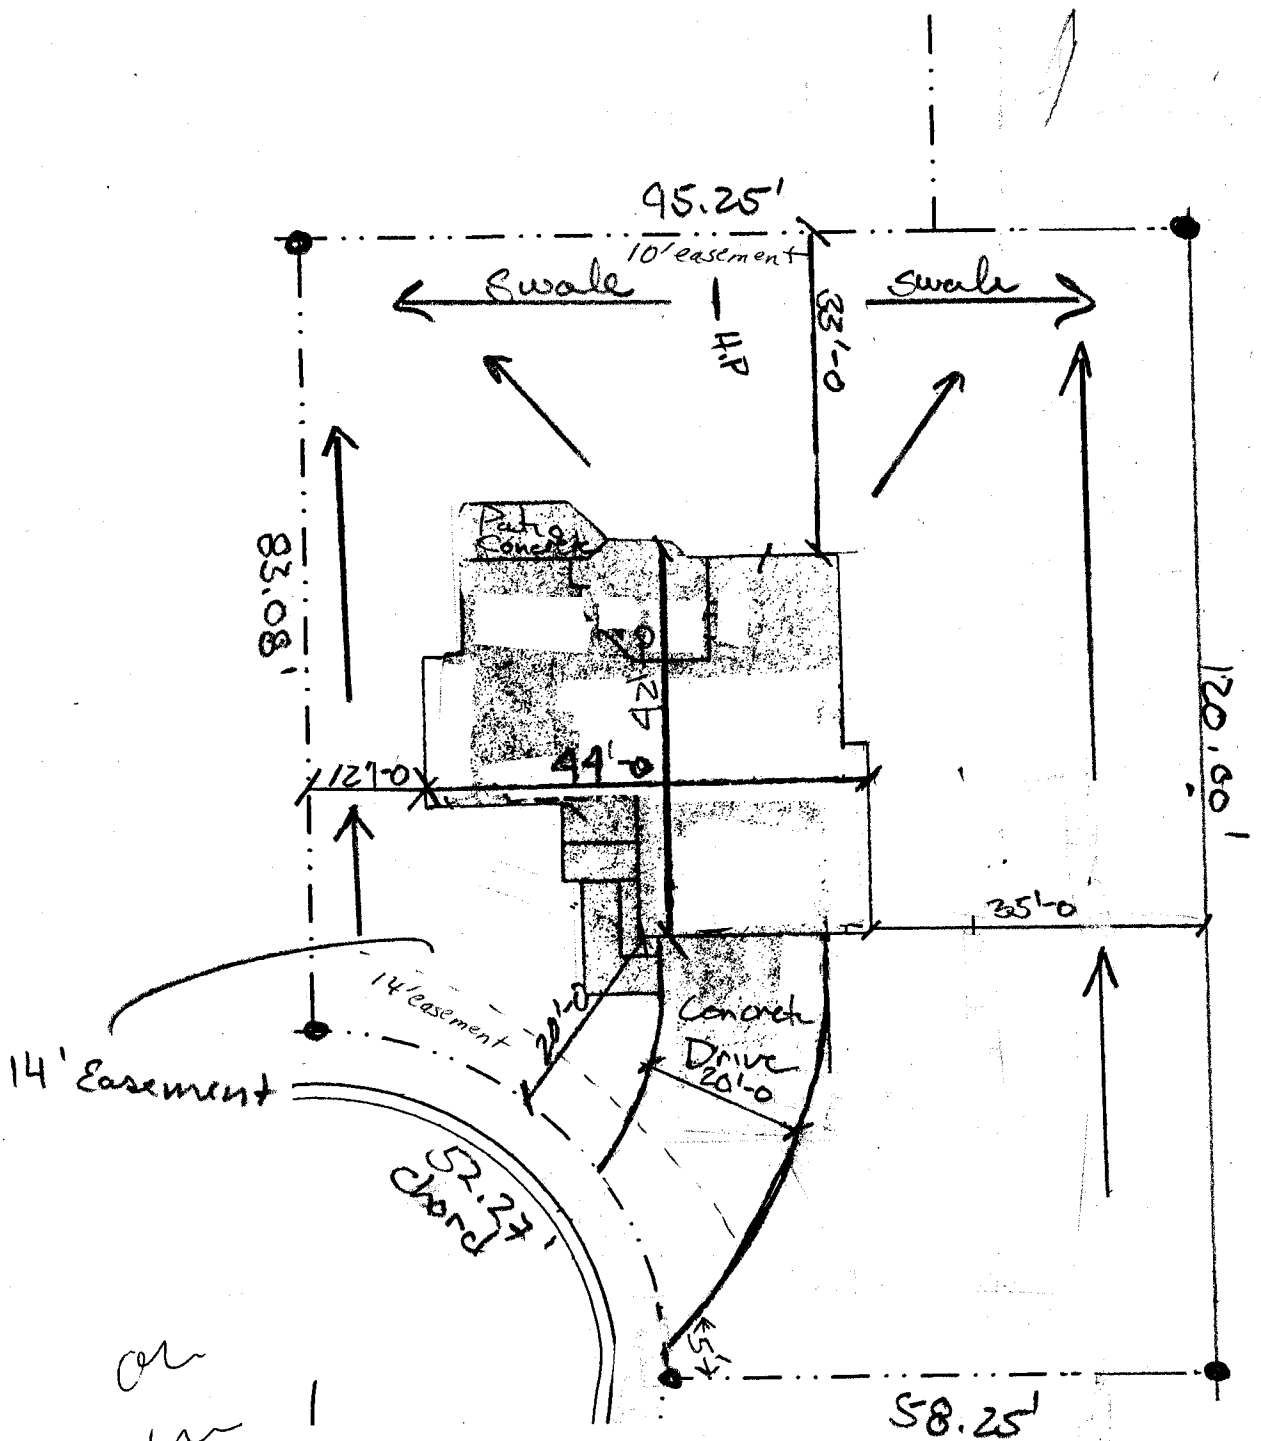 95.25'
10' easement
Swale
Swale
H.P
33'-0
Patio
Concrete
83.08'
42'-0
44'-0
12'-0
120.00'
35'-0
14' easement
20'-0
Concrete
Drive
20'-0
14' Easement
52.27'
Chord
5'
58.25'